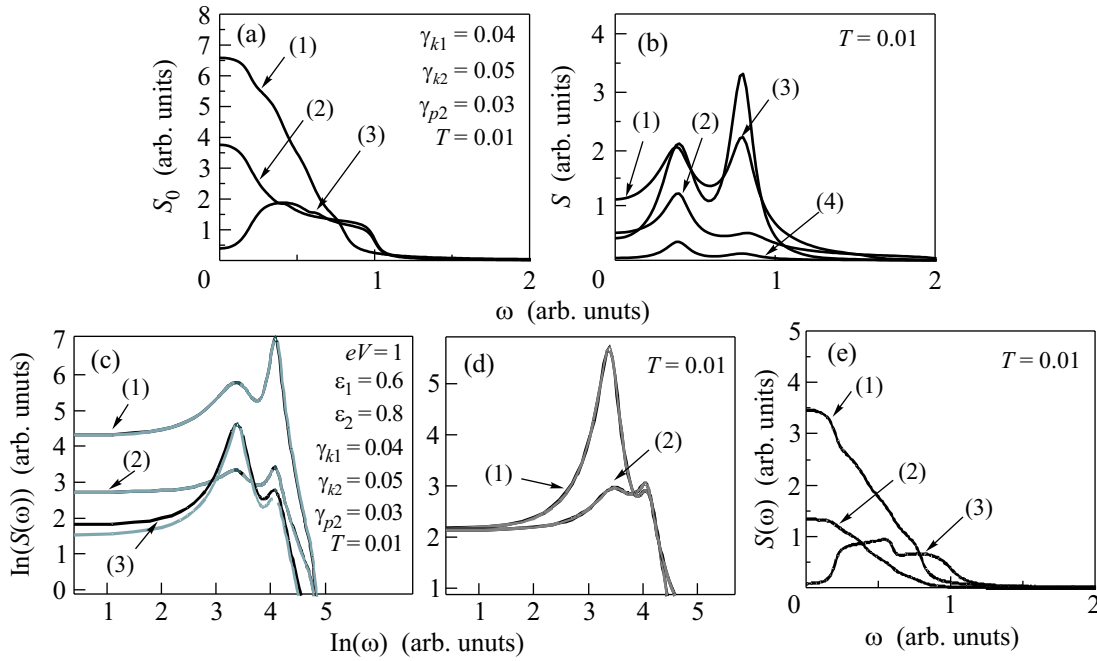 8
7
6
5
4
3
2
1
0
1
2
S₀ (arb. units)
(a)
(1)
(2)
(3)
γₖ₁ = 0.04
γₖ₂ = 0.05
γₚ₂ = 0.03
T = 0.01
4
3
2
1
0
1
2
S (arb. units)
(b)
T = 0.01
(1)
(2)
(3)
(4)
ω (arb. unuts)
7
6
5
4
3
2
1
0
1
2
3
4
5
In(S(ω)) (arb. unuts)
(c)
(1)
(2)
(3)
eV = 1
ε₁ = 0.6
ε₂ = 0.8
γₖ₁ = 0.04
γₖ₂ = 0.05
γₚ₂ = 0.03
T = 0.01
5
4
3
2
1
1
2
3
4
5
(d)
T = 0.01
(1)
(2)
In(ω) (arb. unuts)
5
4
3
2
1
0
1
2
S(ω) (arb. units)
(e)
T = 0.01
(1)
(2)
(3)
ω (arb. unuts)